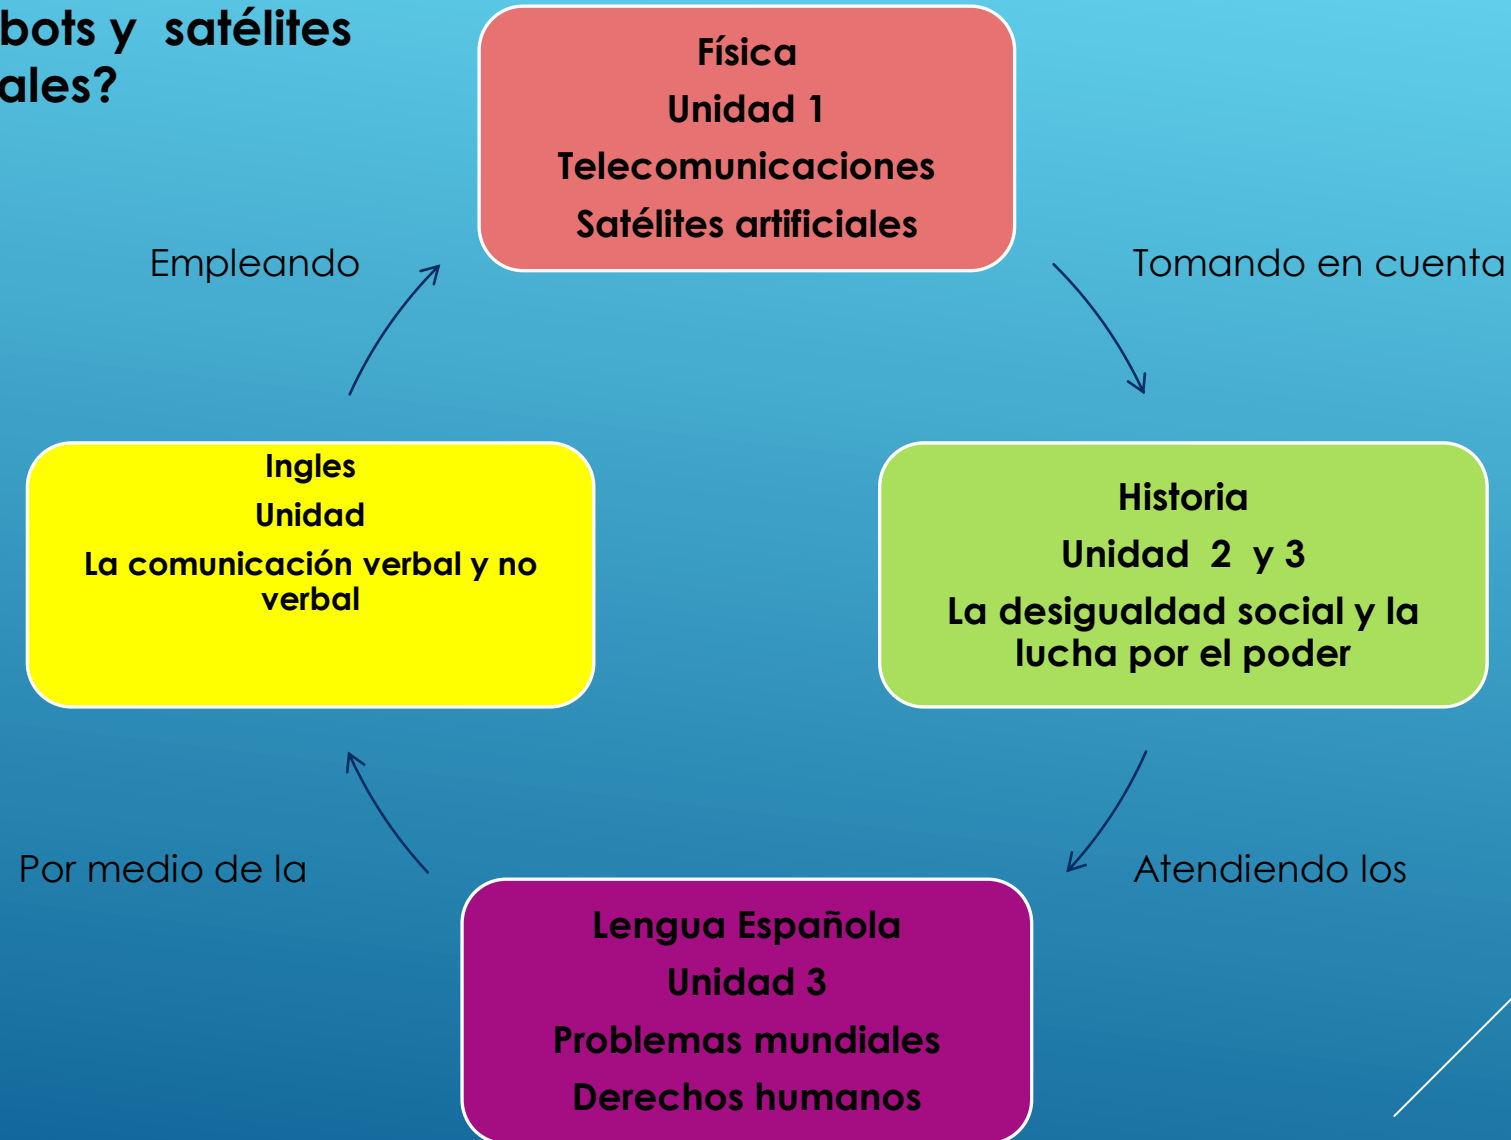 bots y satélites
ales?
Física
Unidad 1
Telecomunicaciones
Satélites artificiales
Empleando
Tomando en cuenta
Ingles
Unidad
La comunicación verbal y no
verbal
Historia
Unidad 2 y 3
La desigualdad social y la
lucha por el poder
Por medio de la
Atendiendo los
Lengua Española
Unidad 3
Problemas mundiales
Derechos humanos